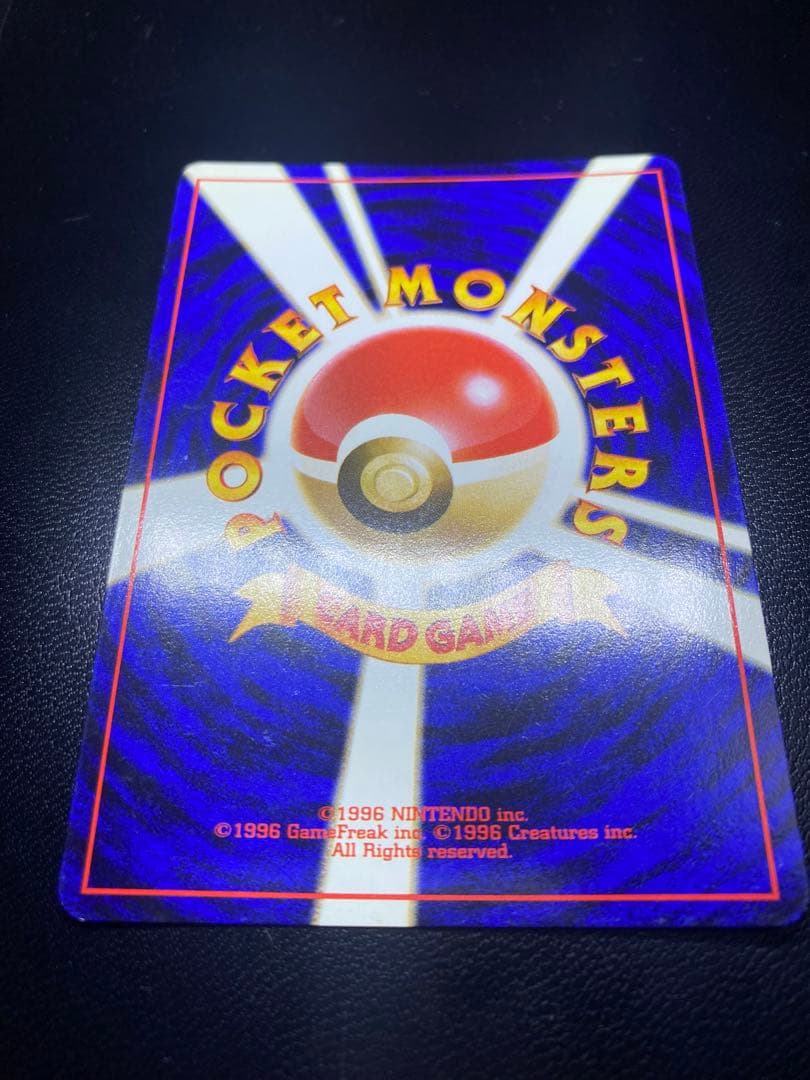 POCKET MONSTERS
CARD GAME
©1996 NINTENDO inc.
©1996 GameFreak inc. ©1996 Creatures inc.
All Rights reserved.